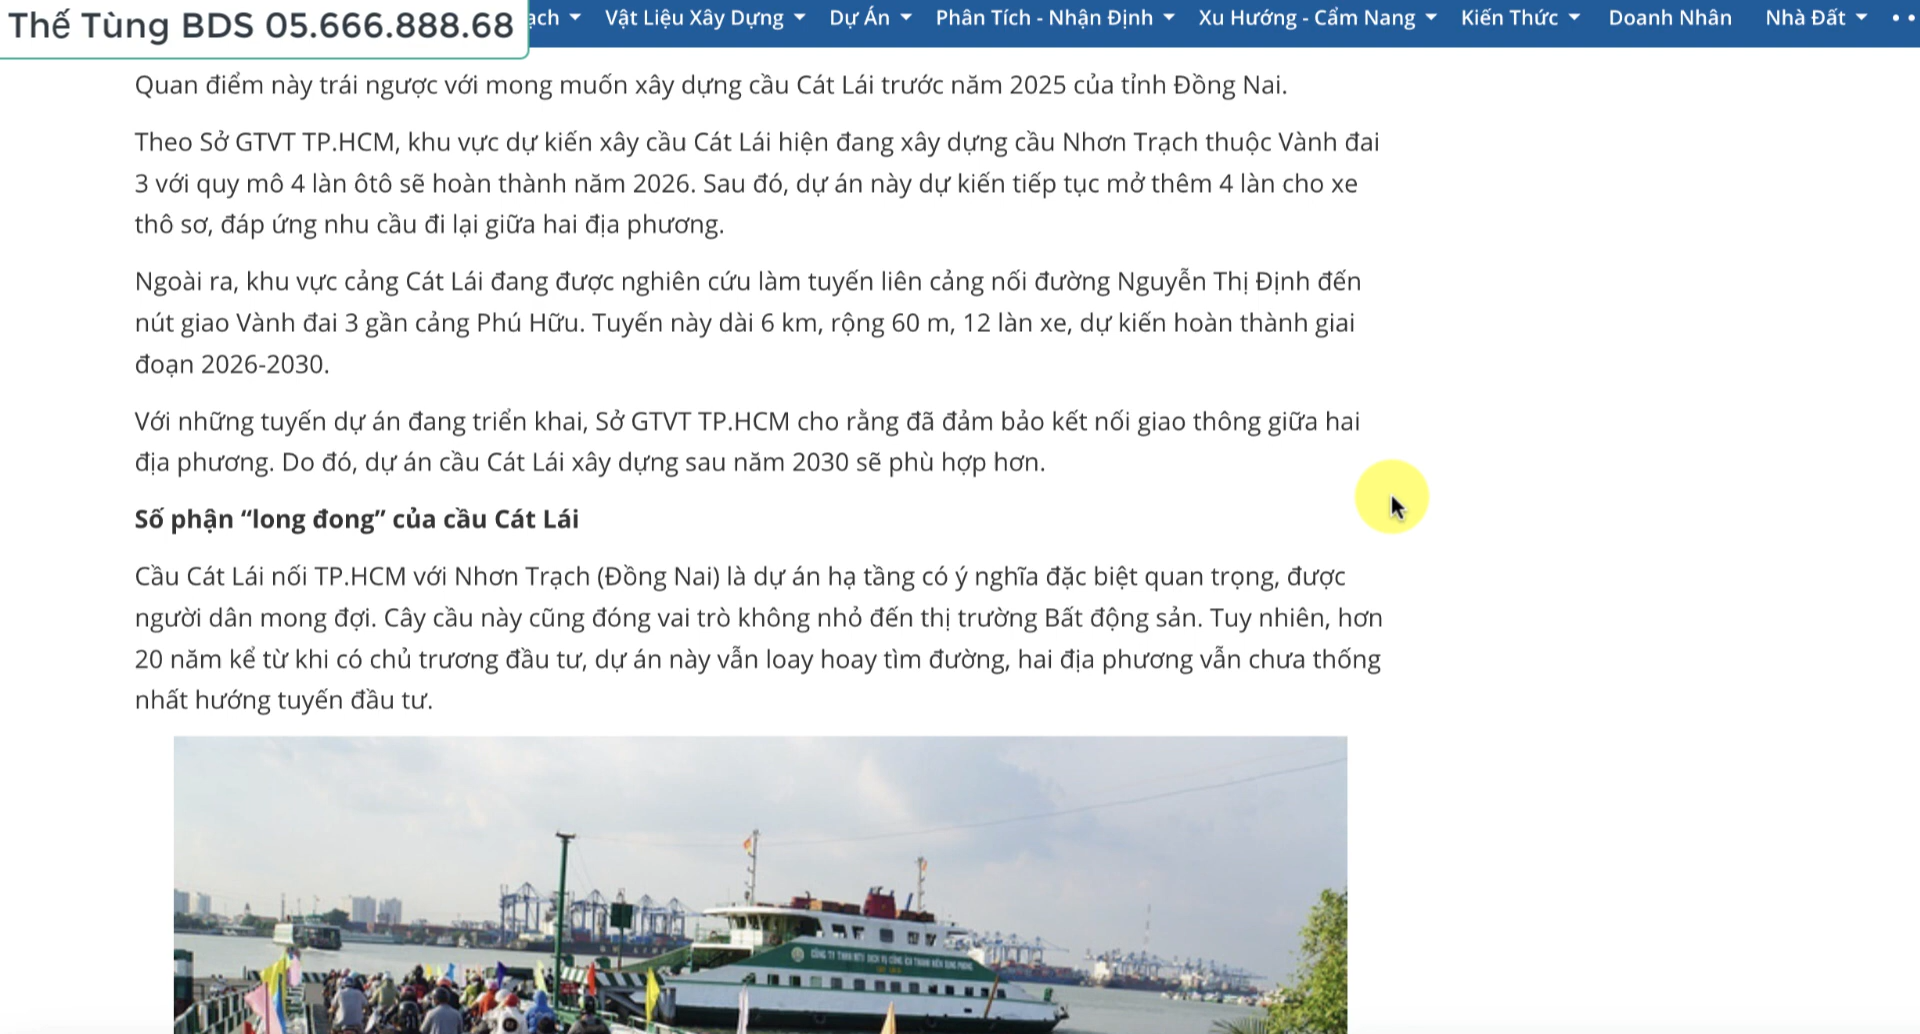 Thế Tùng BDS 05.666.888.68
ạch Vật Liệu Xây Dựng Dự Án Phân Tích - Nhận Định Xu Hướng - Cẩm Nang Kiến Thức Doanh Nhân Nhà Đất
Quan điểm này trái ngược với mong muốn xây dựng cầu Cát Lái trước năm 2025 của tỉnh Đồng Nai.
Theo Sở GTVT TP.HCM, khu vực dự kiến xây cầu Cát Lái hiện đang xây dựng cầu Nhơn Trạch thuộc Vành đai
3 với quy mô 4 làn ôtô sẽ hoàn thành năm 2026. Sau đó, dự án này dự kiến tiếp tục mở thêm 4 làn cho xe
thô sơ, đáp ứng nhu cầu đi lại giữa hai địa phương.
Ngoài ra, khu vực cảng Cát Lái đang được nghiên cứu làm tuyến liên cảng nối đường Nguyễn Thị Định đến
nút giao Vành đai 3 gần cảng Phú Hữu. Tuyến này dài 6 km, rộng 60 m, 12 làn xe, dự kiến hoàn thành giai
đoạn 2026-2030.
Với những tuyến dự án đang triển khai, Sở GTVT TP.HCM cho rằng đã đảm bảo kết nối giao thông giữa hai
địa phương. Do đó, dự án cầu Cát Lái xây dựng sau năm 2030 sẽ phù hợp hơn.
Số phận “long đong” của cầu Cát Lái
Cầu Cát Lái nối TP.HCM với Nhơn Trạch (Đồng Nai) là dự án hạ tầng có ý nghĩa đặc biệt quan trọng, được
người dân mong đợi. Cây cầu này cũng đóng vai trò không nhỏ đến thị trường Bất động sản. Tuy nhiên, hơn
20 năm kể từ khi có chủ trương đầu tư, dự án này vẫn loay hoay tìm đường, hai địa phương vẫn chưa thống
nhất hướng tuyến đầu tư.
CÔNG TY TNHH MTV DỊCH VỤ CÔNG ÍCH THANH NIÊN XUNG PHONG